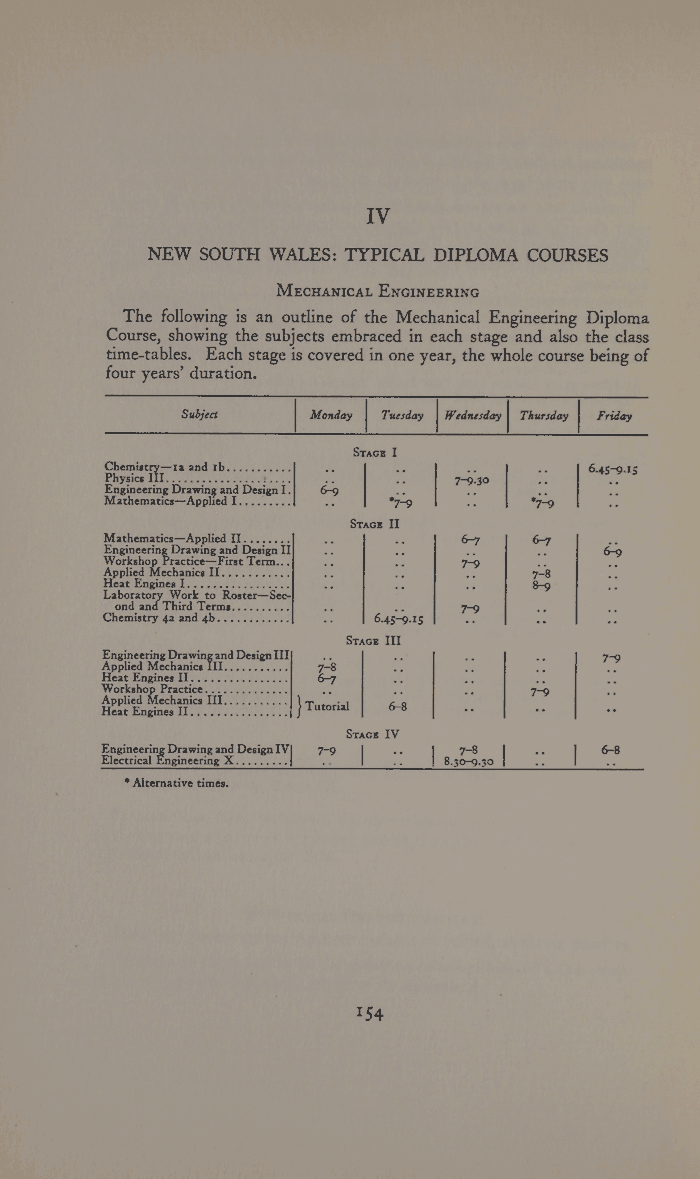 IV
NEW SOUTH WALES: TYPICAL DIPLOMA COURSES
MECHANICAL ENGINEERING
The following is an outline of the Mechanical Engineering Diploma
Course, showing the subjects embraced in each stage and also the class
time-tables. Each stage is covered in one year, the whole course being of
four years' duration.
Subject Monday Tuesday Wednesday Thursday Friday
STAGE I
Chemistry—1a and 1b........... .. .. .. .. 6.45–9.15
Physics III..................... .. .. 7–9.30 .. ..
Engineering Drawing and Design I. 6–9 .. .. .. ..
Mathematics—Applied I......... .. *7–9 .. *7–9 ..
STAGE II
Mathematics—Applied II........ .. .. 6–7 6–7 ..
Engineering Drawing and Design II .. .. .. .. 6–9
Workshop Practice—First Term... .. .. 7–9 .. ..
Applied Mechanics II........... .. .. .. 7–8 ..
Heat Engines I................. .. .. .. 8–9 ..
Laboratory Work to Roster—Sec-
ond and Third Terms.......... .. .. 7–9 .. ..
Chemistry 4a and 4b............ .. 6.45–9.15 .. .. ..
STAGE III
Engineering Drawing and Design III .. .. .. .. 7–9
Applied Mechanics III........... 7–8 .. .. .. ..
Heat Engines II................ 6–7 .. .. .. ..
Workshop Practice.............. .. .. .. 7–9 ..
Applied Mechanics III........... } Tutorial 6–8 .. .. ..
Heat Engines II................
STAGE IV
Engineering Drawing and Design IV 7–9 .. 7–8 .. 6–8
Electrical Engineering X......... .. .. 8.30–9.30 .. ..
* Alternative times.
154